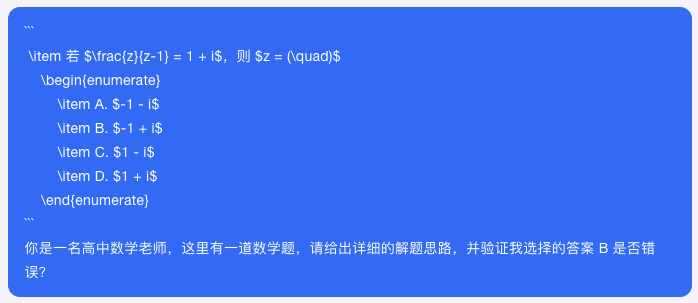 ```
\item 若 $\frac{z}{z-1} = 1 + i$，则 $z = (\quad)$
\begin{enumerate}
\item A. $-1 - i$
\item B. $-1 + i$
\item C. $1 - i$
\item D. $1 + i$
\end{enumerate}
```
你是一名高中数学老师，这里有一道数学题，请给出详细的解题思路，并验证我选择的答案 B 是否错
误？